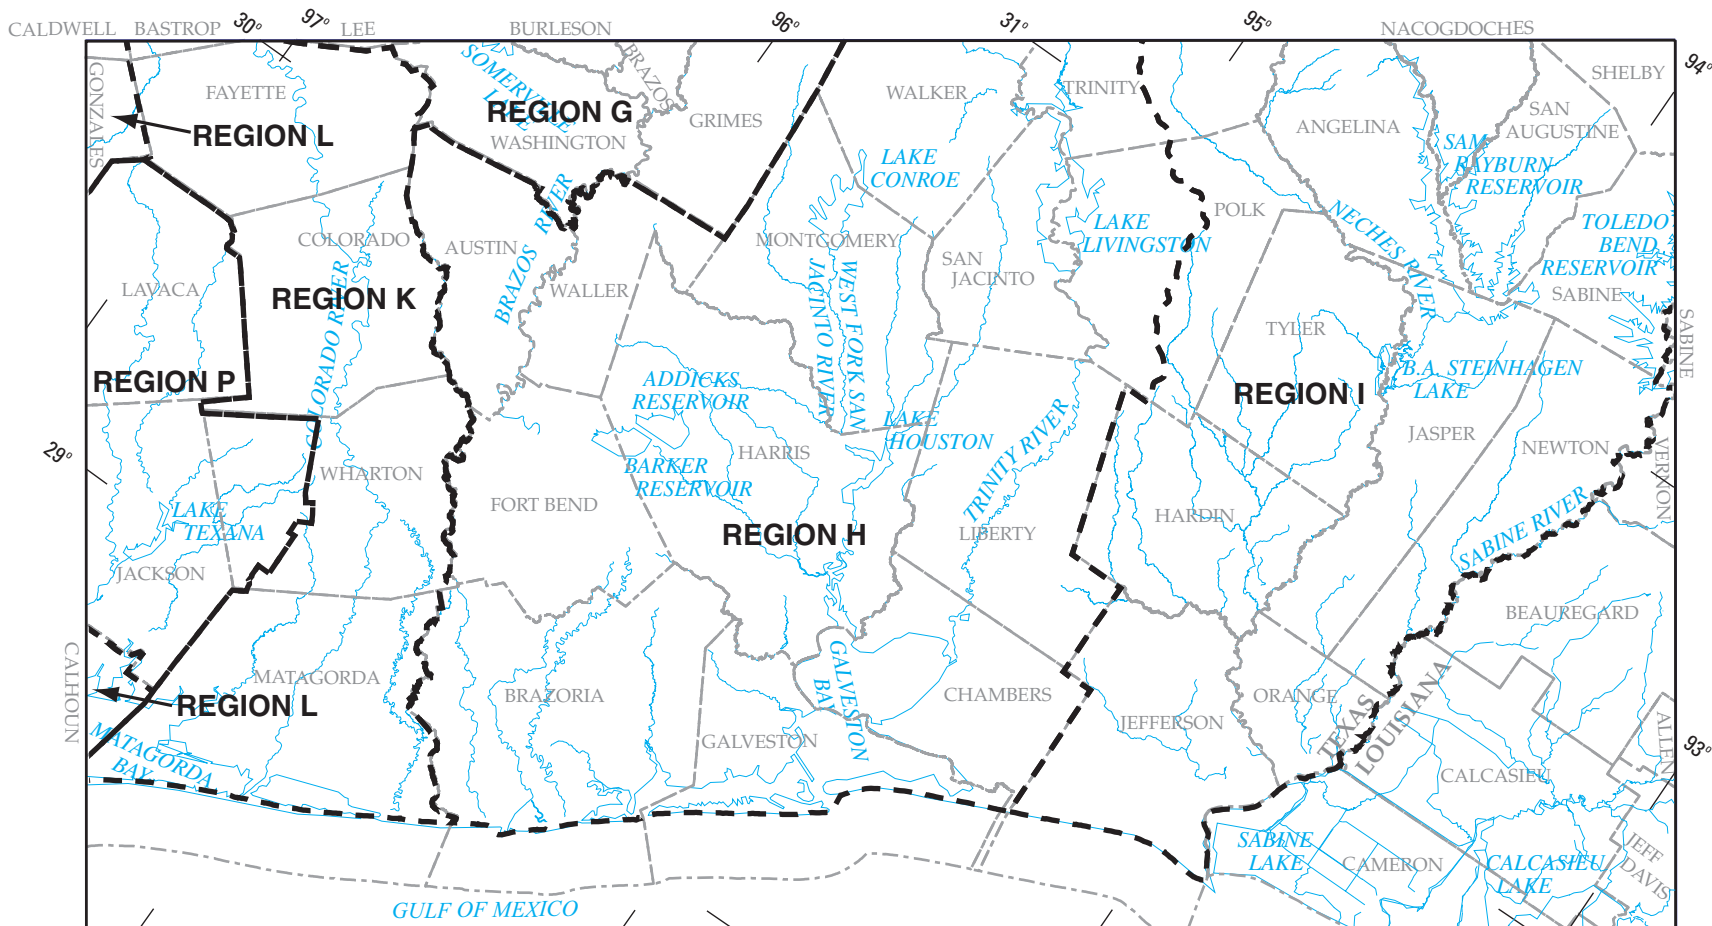 CALDWELL
BASTROP
30°
97°
LEE
BURLESON
96°
31°
95°
NACOGDOCHES
94°
GONZALES
FAYETTE
SOMERVILLE
LAKE
BRAZOS
REGION G
WASHINGTON
GRIMES
WALKER
TRINITY
ANGELINA
SAN
AUGUSTINE
SHELBY
REGION L
LAKE
CONROE
SAM
RAYBURN
RESERVOIR
COLORADO
AUSTIN
BRAZOS RIVER
WALLER
MONTGOMERY
SAN
JACINTO
LAKE
LIVINGSTON
POLK
NECHES RIVER
TOLEDO
BEND
RESERVOIR
SABINE
LAVACA
REGION K
COLORADO RIVER
WEST FORK SAN
JACINTO RIVER
TYLER
SABINE
REGION P
ADDICKS
RESERVOIR
REGION I
B.A. STEINHAGEN
LAKE
29°
WHARTON
BARKER
RESERVOIR
HARRIS
LAKE
HOUSTON
TRINITY RIVER
JASPER
NEWTON
VERNON
LAKE
TEXANA
FORT BEND
REGION H
LIBERTY
HARDIN
SABINE RIVER
JACKSON
BEAUREGARD
CALHOUN
MATAGORDA
REGION L
BRAZORIA
GALVESTON
BAY
CHAMBERS
JEFFERSON
ORANGE
TEXAS
LOUISIANA
ALLEN
93°
MATAGORDA
BAY
GALVESTON
CALCASIEU
SABINE
LAKE
CAMERON
CALCASIEU
LAKE
JEFF
DAVIS
GULF OF MEXICO